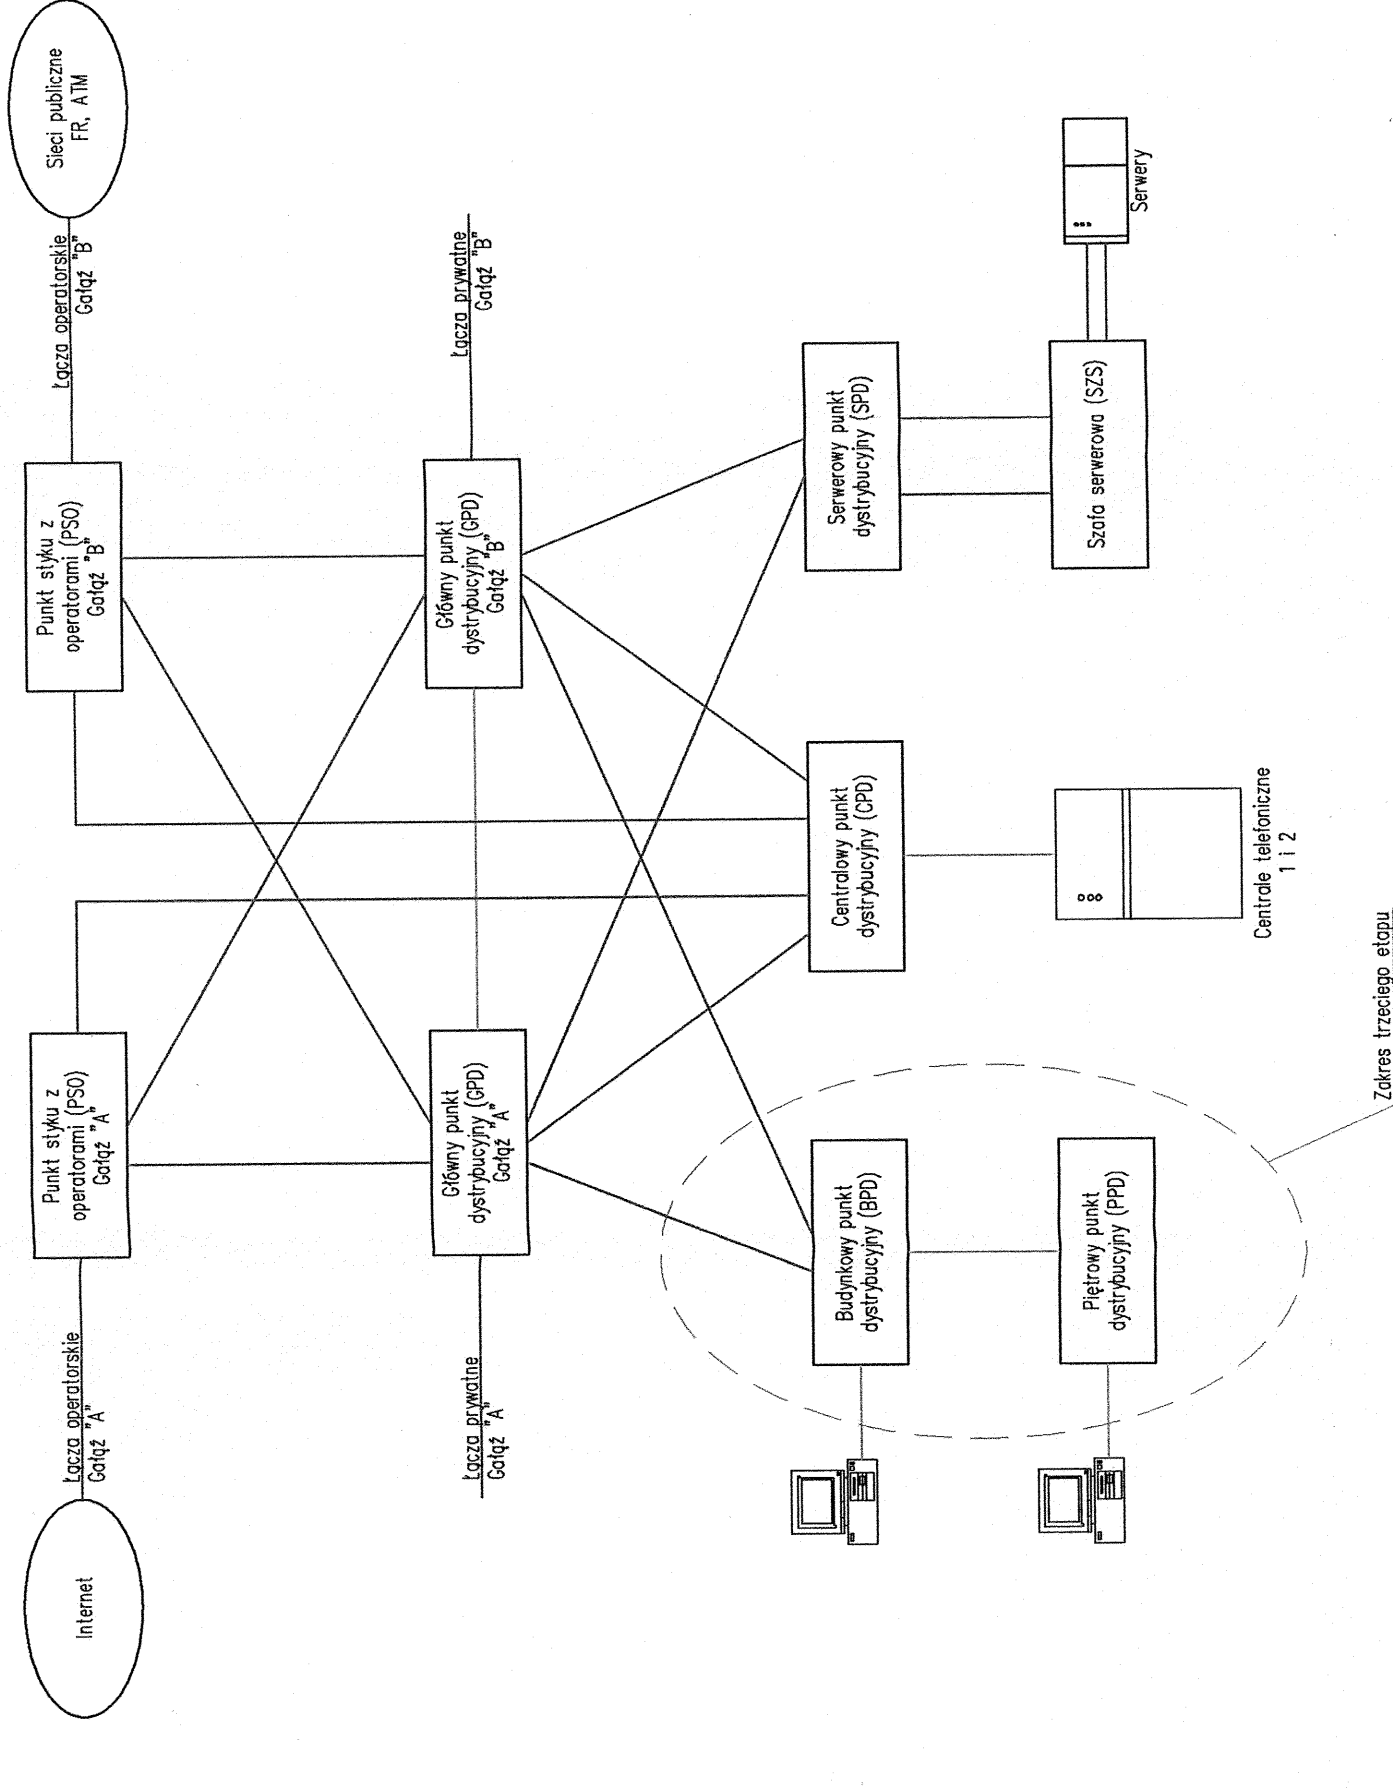 Internet
Łącza operatorskie
Gałąź "A"
Punkt styku z
operatorami (PSO)
Gałąź "A"
Punkt styku z
operatorami (PSO)
Gałąź "B"
Łącza operatorskie
Gałąź "B"
Sieci publiczne
FR, ATM
Łącza prywatne
Gałąź "A"
Główny punkt
dystrybucyjny (GPD)
Gałąź "A"
Główny punkt
dystrybucyjny (GPD)
Gałąź "B"
Łącza prywatne
Gałąź "B"
Budynkowy punkt
dystrybucyjny (BPD)
Centralowy punkt
dystrybucyjny (CPD)
Serwerowy punkt
dystrybucyjny (SPD)
Piętrowy punkt
dystrybucyjny (PPD)
Centrale telefoniczne
1 i 2
Szafa serwerowa (SZS)
Serwery
Zakres trzeciego etapu